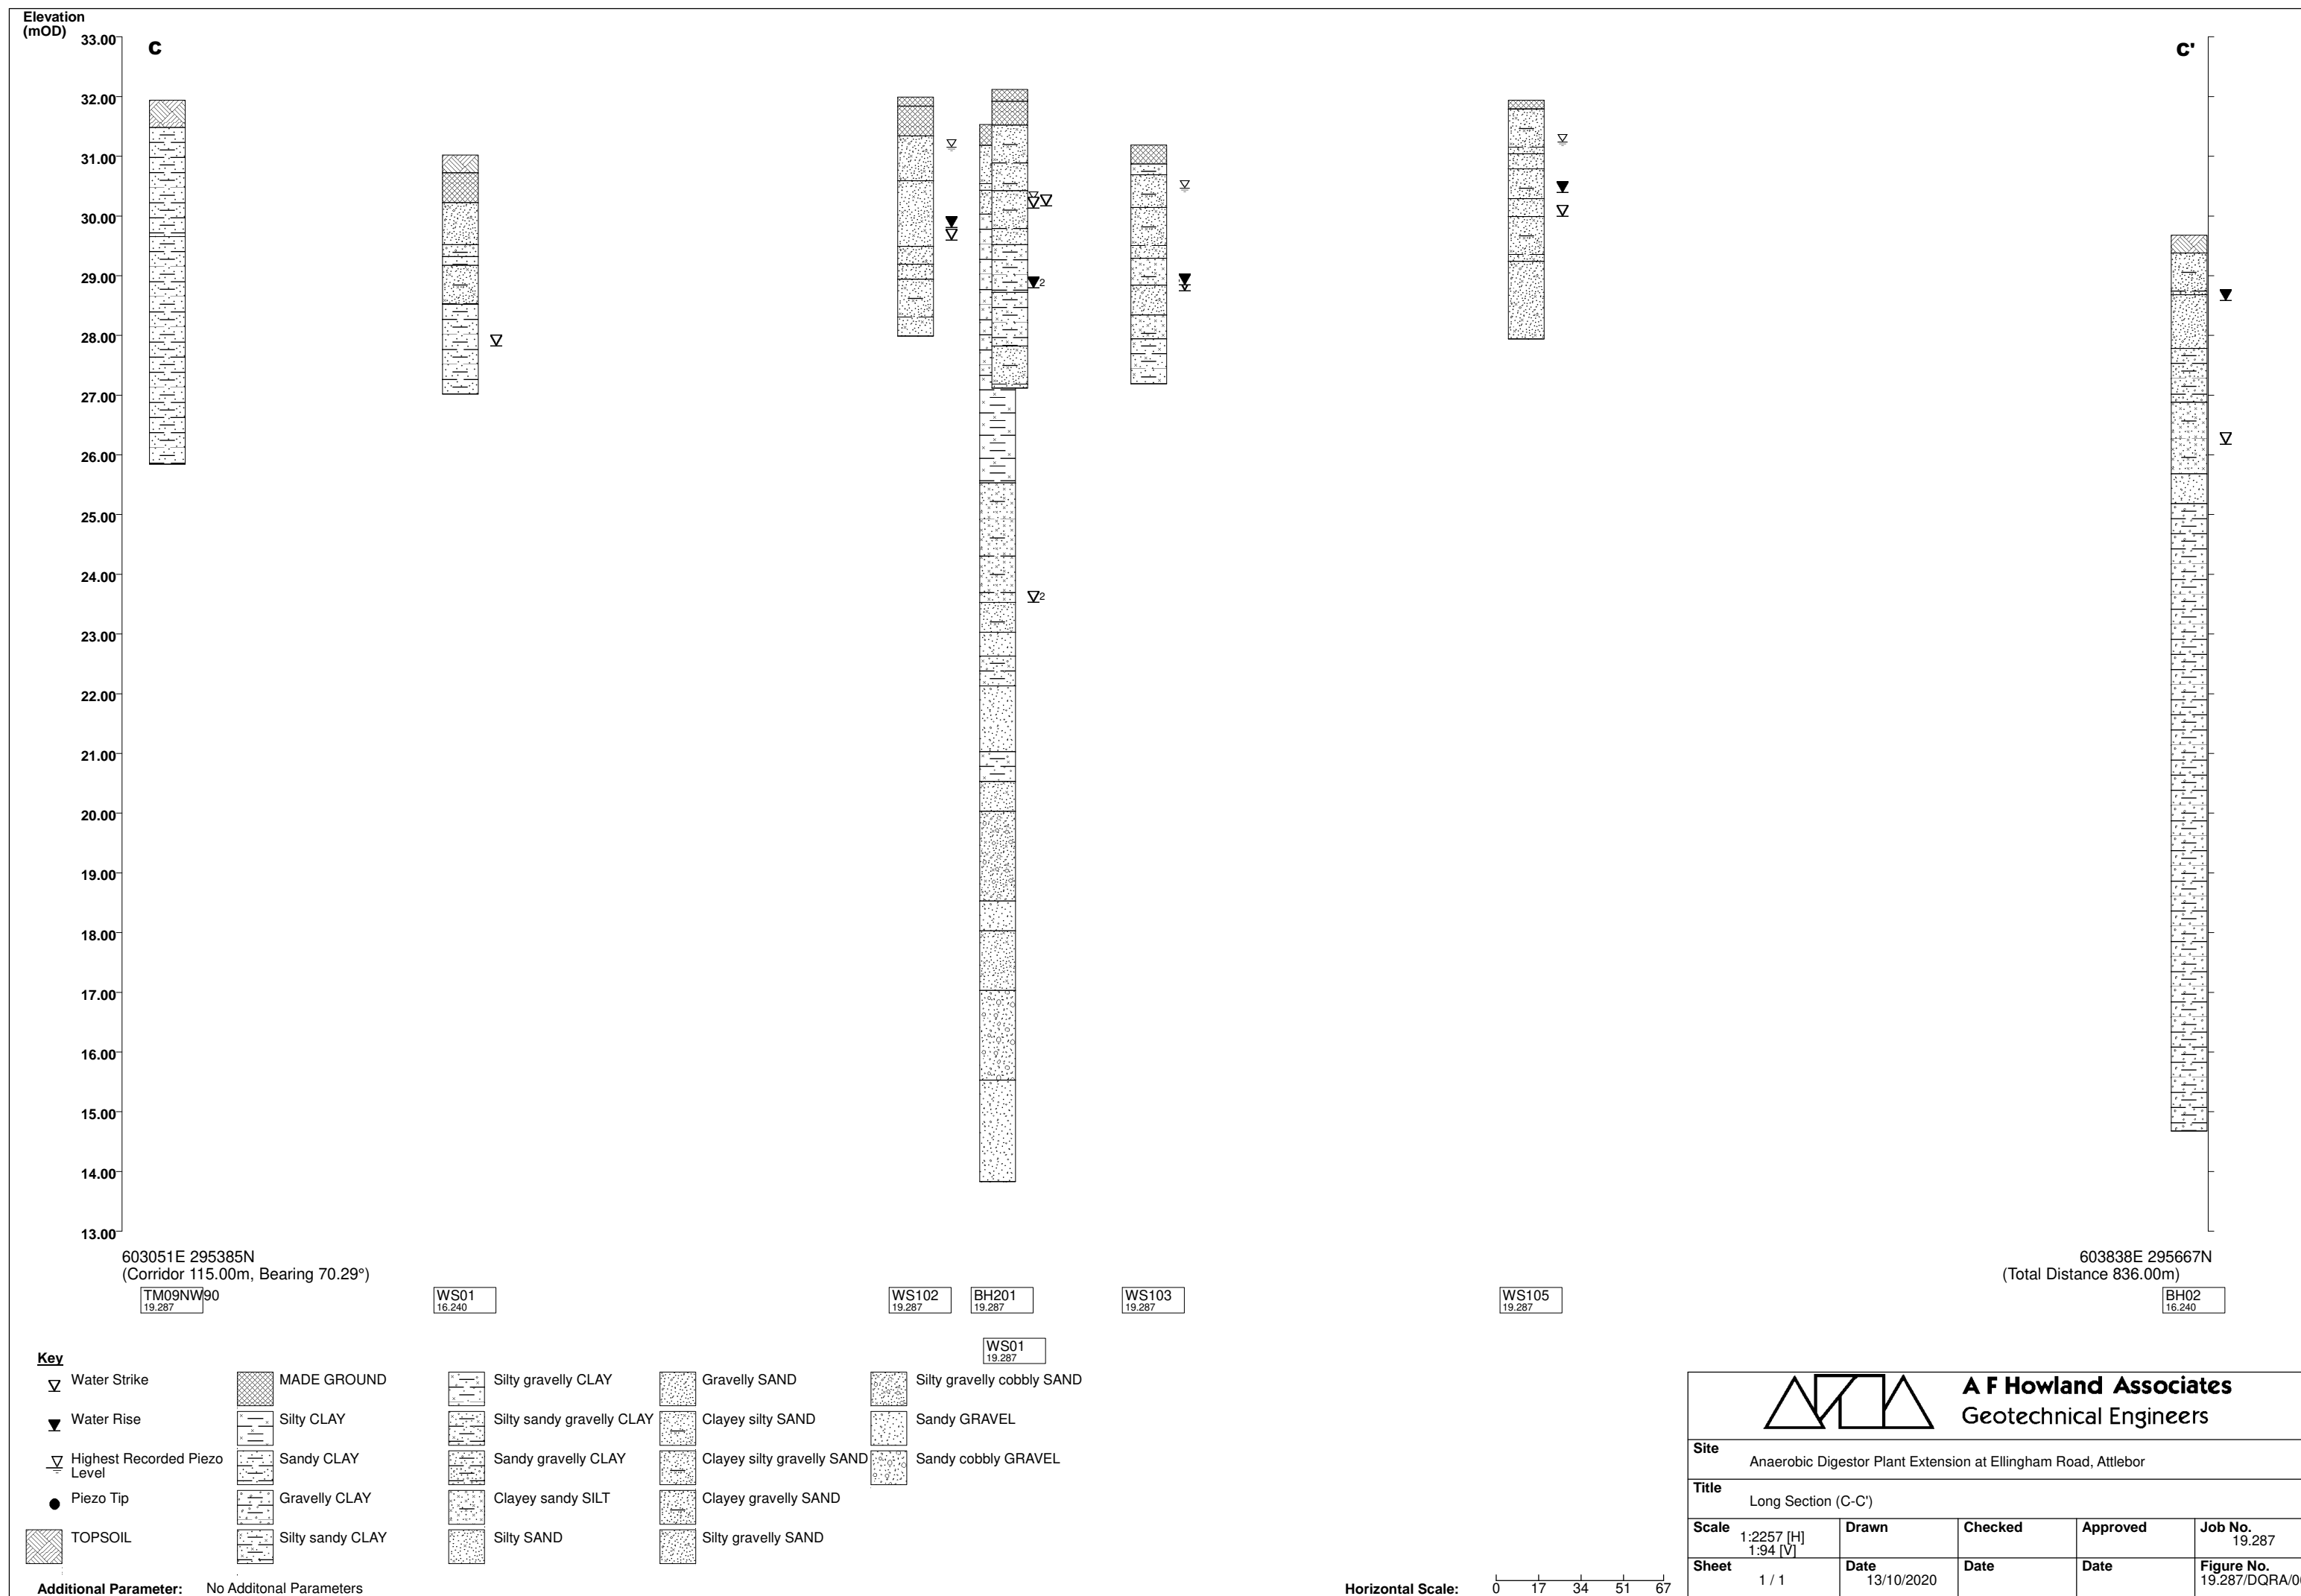 Elevation
(mOD)
33.00
C
C'
32.00
31.00
30.00
29.00
2
28.00
27.00
26.00
25.00
24.00
2
23.00
22.00
21.00
20.00
19.00
18.00
17.00
16.00
15.00
14.00
13.00
603051E 295385N
(Corridor 115.00m, Bearing 70.29°)
603838E 295667N
(Total Distance 836.00m)
TM09NW90
19.287
WS01
16.240
WS102
19.287
BH201
19.287
WS103
19.287
WS105
19.287
BH02
16.240
WS01
19.287
Key
Water Strike
Water Rise
Highest Recorded Piezo
Level
Piezo Tip
TOPSOIL
MADE GROUND
Silty CLAY
Sandy CLAY
Gravelly CLAY
Silty sandy CLAY
Silty gravelly CLAY
Silty sandy gravelly CLAY
Sandy gravelly CLAY
Clayey sandy SILT
Silty SAND
Gravelly SAND
Clayey silty SAND
Clayey silty gravelly SAND
Clayey gravelly SAND
Silty gravelly SAND
Silty gravelly cobbly SAND
Sandy GRAVEL
Sandy cobbly GRAVEL
Additional Parameter: No Additonal Parameters
Horizontal Scale: 0 17 34 51 67
A F Howland Associates
Geotechnical Engineers
Site
Anaerobic Digestor Plant Extension at Ellingham Road, Attlebor
Title
Long Section (C-C')
Scale
1:2257 [H]
1:94 [V]
Drawn
Checked
Approved
Job No.
19.287
Sheet
1 / 1
Date
13/10/2020
Date
Date
Figure No.
19.287/DQRA/0